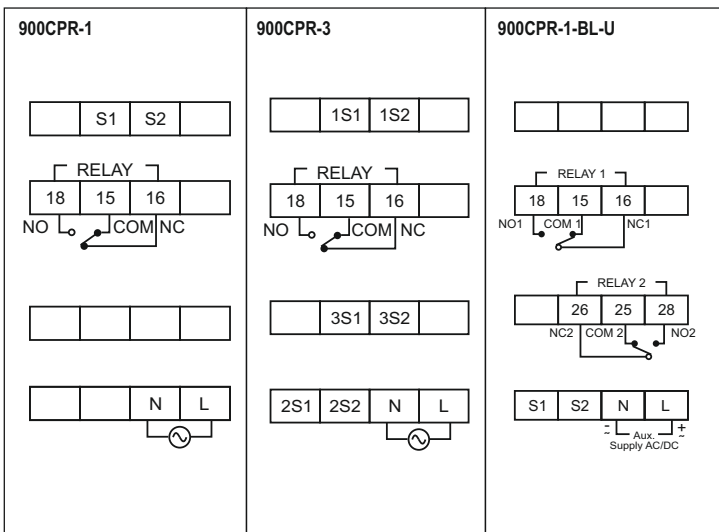 900CPR-1
S1 S2
RELAY
18 15 16
NO COM NC
N L
900CPR-3
1S1 1S2
RELAY
18 15 16
NO COM NC
3S1 3S2
2S1 2S2 N L
900CPR-1-BL-U
RELAY 1
18 15 16
NO1 COM 1 NC1
RELAY 2
26 25 28
NC2 COM 2 NO2
S1 S2 N L
- ~ Aux. + ~
Supply AC/DC